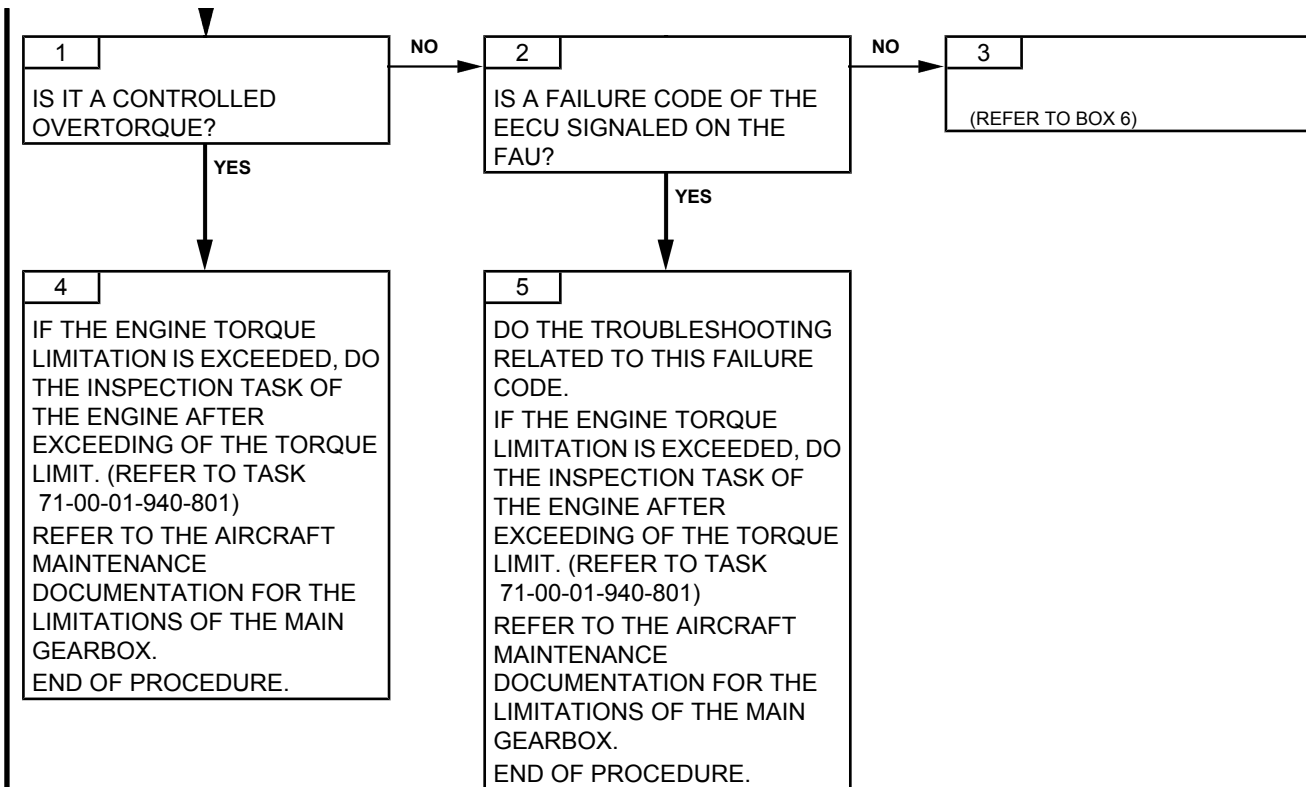 1
IS IT A CONTROLLED
OVERTORQUE?
NO
2
IS A FAILURE CODE OF THE
EECU SIGNALED ON THE
FAU?
NO
3
(REFER TO BOX 6)
YES
YES
4
IF THE ENGINE TORQUE
LIMITATION IS EXCEEDED, DO
THE INSPECTION TASK OF
THE ENGINE AFTER
EXCEEDING OF THE TORQUE
LIMIT. (REFER TO TASK
71-00-01-940-801)
REFER TO THE AIRCRAFT
MAINTENANCE
DOCUMENTATION FOR THE
LIMITATIONS OF THE MAIN
GEARBOX.
END OF PROCEDURE.
5
DO THE TROUBLESHOOTING
RELATED TO THIS FAILURE
CODE.
IF THE ENGINE TORQUE
LIMITATION IS EXCEEDED, DO
THE INSPECTION TASK OF
THE ENGINE AFTER
EXCEEDING OF THE TORQUE
LIMIT. (REFER TO TASK
71-00-01-940-801)
REFER TO THE AIRCRAFT
MAINTENANCE
DOCUMENTATION FOR THE
LIMITATIONS OF THE MAIN
GEARBOX.
END OF PROCEDURE.